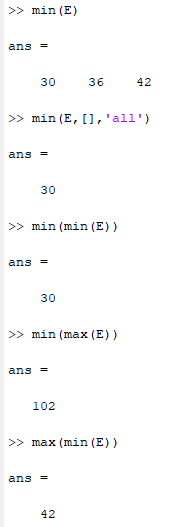 >> min(E)
ans =
30 36 42
>> min(E,[],'all')
ans =
30
>> min(min(E))
ans =
30
>> min(max(E))
ans =
102
>> max(min(E))
ans =
42